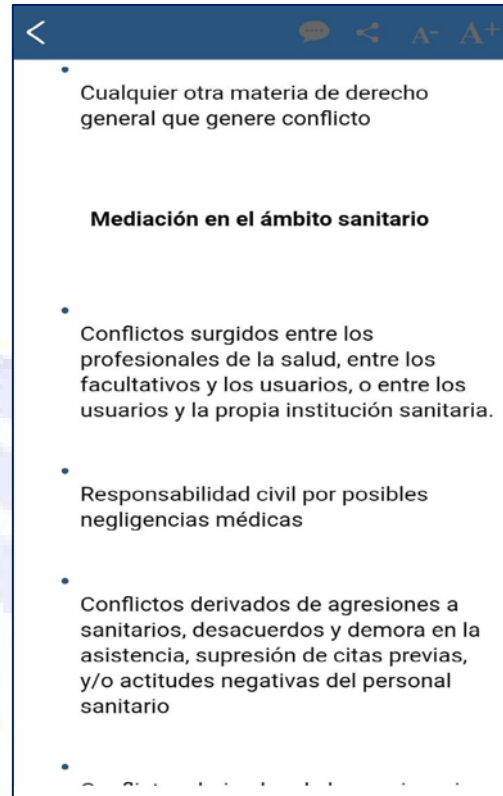 A- A+
Cualquier otra materia de derecho
general que genere conflicto
Mediación en el ámbito sanitario
Conflictos surgidos entre los
profesionales de la salud, entre los
facultativos y los usuarios, o entre los
usuarios y la propia institución sanitaria.
Responsabilidad civil por posibles
negligencias médicas
Conflictos derivados de agresiones a
sanitarios, desacuerdos y demora en la
asistencia, supresión de citas previas,
y/o actitudes negativas del personal
sanitario